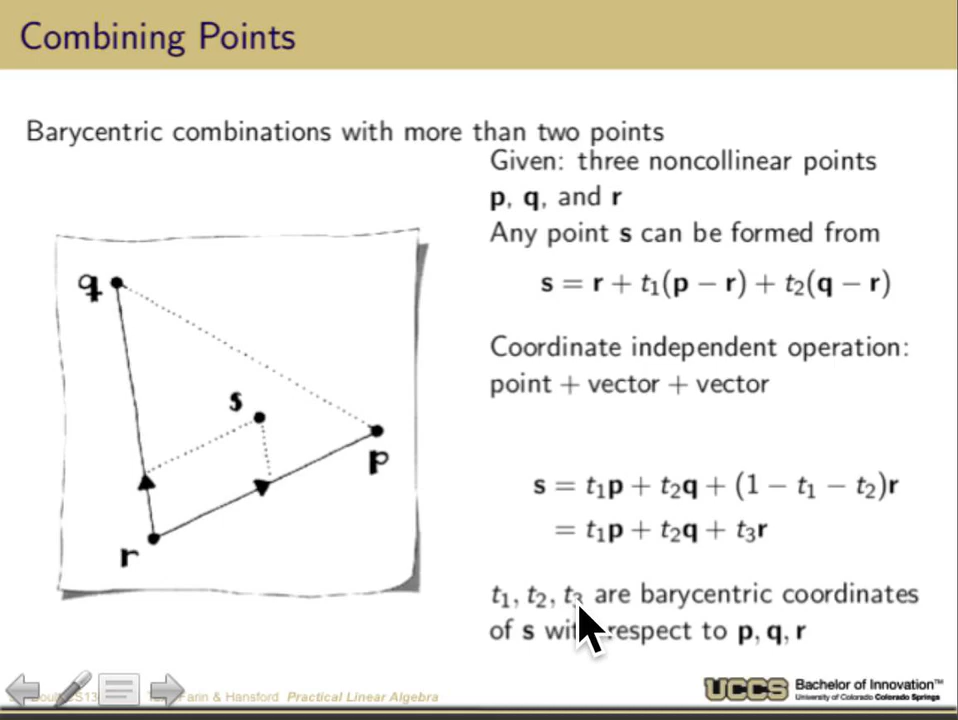 Combining Points
Barycentric combinations with more than two points
Given: three noncollinear points
p, q, and r
Any point s can be formed from
s = r + t₁(p − r) + t₂(q − r)
Coordinate independent operation:
point + vector + vector
s = t₁p + t₂q + (1 − t₁ − t₂)r
= t₁p + t₂q + t₃r
t₁, t₂, t₃ are barycentric coordinates
of s respect to p, q, r
q
s
p
r
Farin & Hansford Practical Linear Algebra
UCCS
Bachelor of Innovation™
University of Colorado Colorado Springs